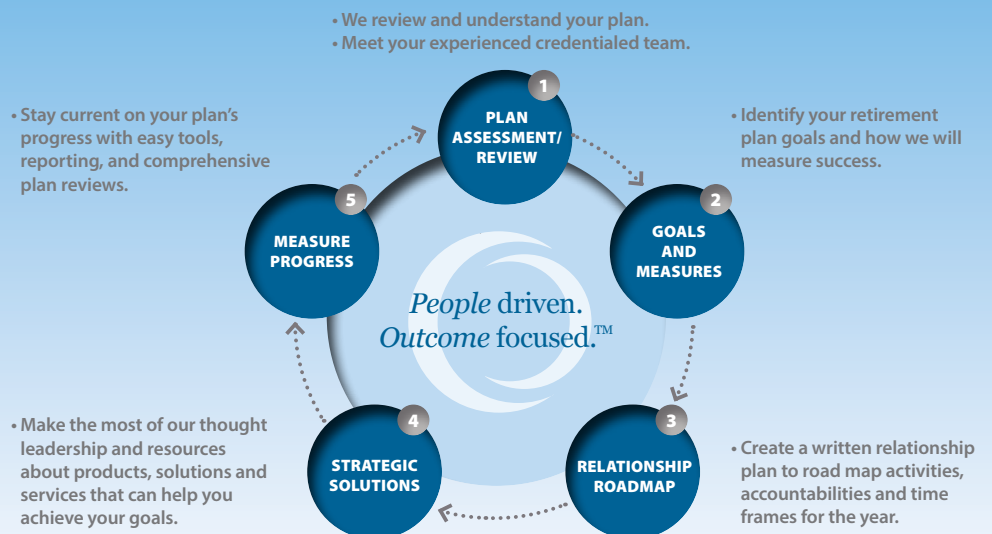 • We review and understand your plan.
• Meet your experienced credentialed team.
1
PLAN
ASSESSMENT/
REVIEW
• Identify your retirement
plan goals and how we will
measure success.
2
GOALS
AND
MEASURES
• Create a written relationship
plan to road map activities,
accountabilities and time
frames for the year.
3
RELATIONSHIP
ROADMAP
• Make the most of our thought
leadership and resources
about products, solutions and
services that can help you
achieve your goals.
4
STRATEGIC
SOLUTIONS
• Stay current on your plan’s
progress with easy tools,
reporting, and comprehensive
plan reviews.
5
MEASURE
PROGRESS
People driven.
Outcome focused.™